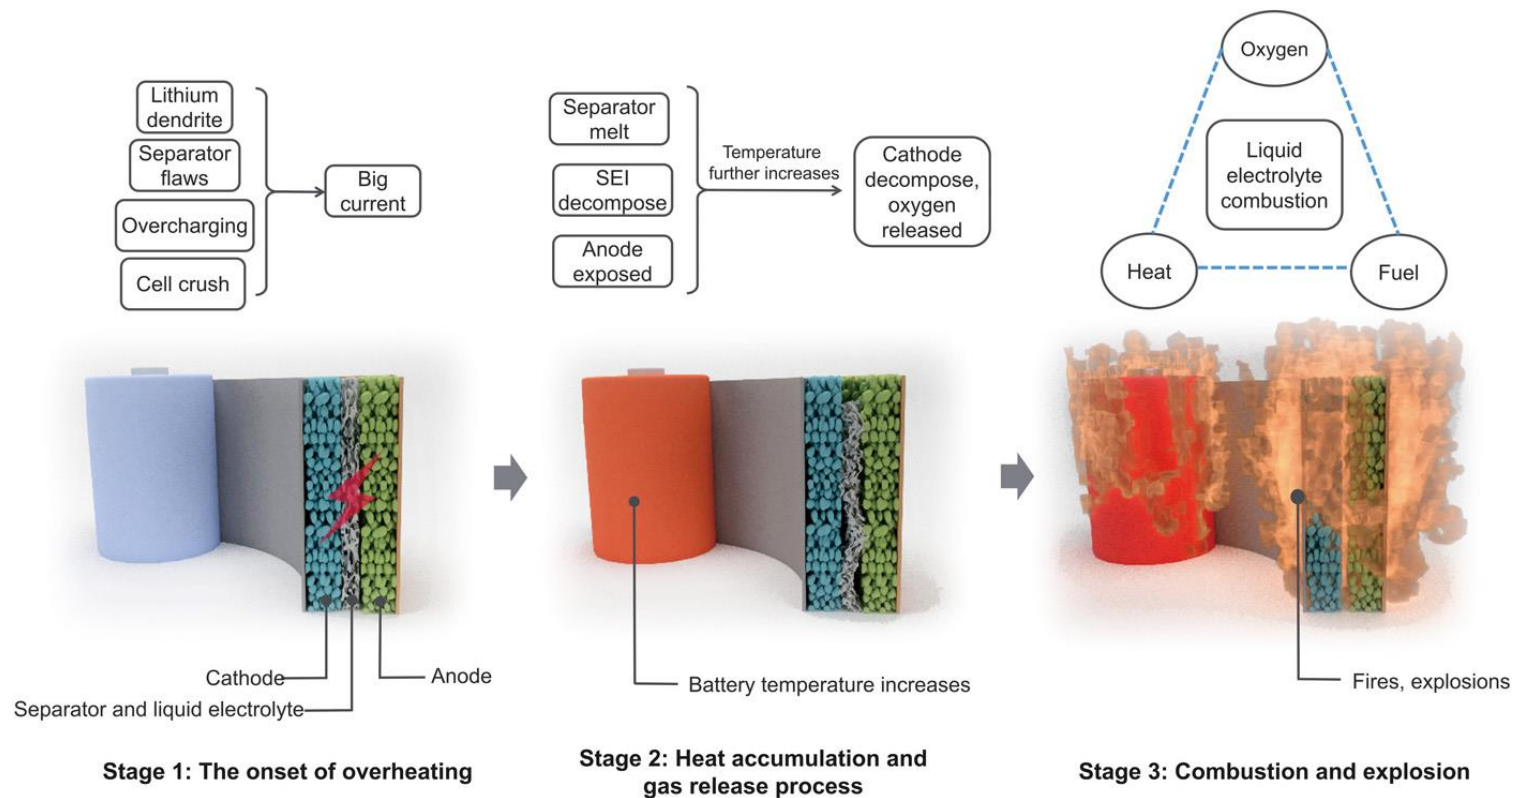 Lithium
dendrite
Separator
flaws
Overcharging
Cell crush
Big
current
Separator
melt
SEI
decompose
Anode
exposed
Temperature
further increases
Cathode
decompose,
oxygen
released
Oxygen
Liquid
electrolyte
combustion
Heat
Fuel
Cathode
Anode
Separator and liquid electrolyte
Battery temperature increases
Fires, explosions
Stage 1: The onset of overheating
Stage 2: Heat accumulation and
gas release process
Stage 3: Combustion and explosion